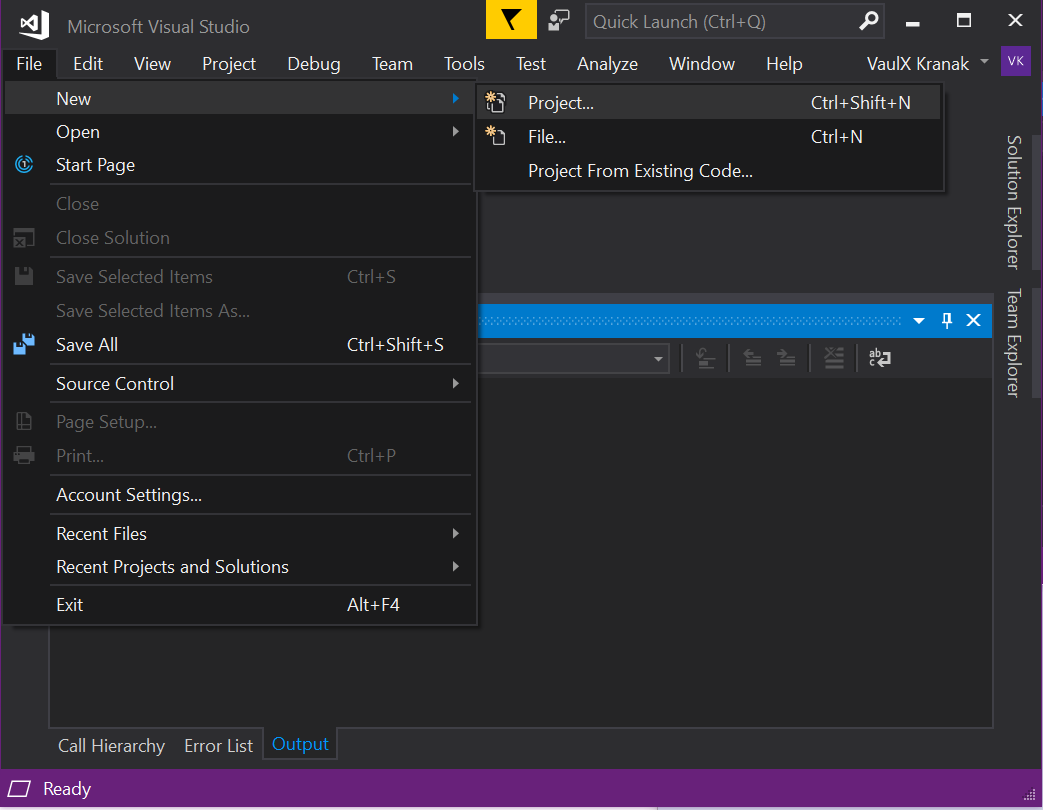 Microsoft Visual Studio
Quick Launch (Ctrl+Q)
File Edit View Project Debug Team Tools Test Analyze Window Help VaulX Kranak VK
New
Open
Start Page
Close
Close Solution
Save Selected Items Ctrl+S
Save Selected Items As...
Save All Ctrl+Shift+S
Source Control
Page Setup...
Print... Ctrl+P
Account Settings...
Recent Files
Recent Projects and Solutions
Exit Alt+F4
Project... Ctrl+Shift+N
File... Ctrl+N
Project From Existing Code...
Solution Explorer
Team Explorer
Call Hierarchy Error List Output
Ready